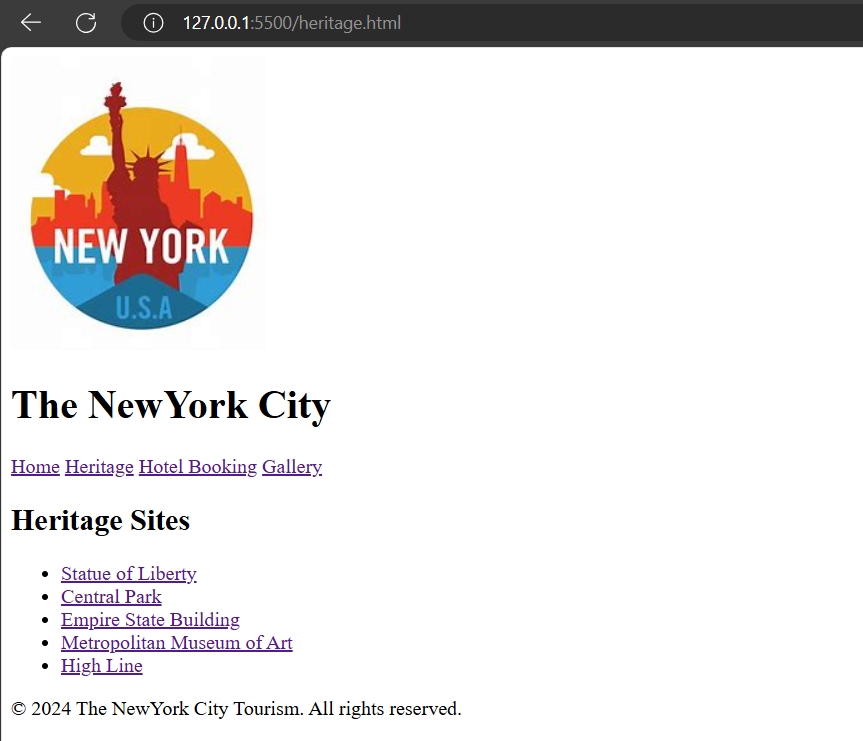 127.0.0.1:5500/heritage.html
NEW YORK
U.S.A
The NewYork City
Home Heritage Hotel Booking Gallery
Heritage Sites
Statue of Liberty
Central Park
Empire State Building
Metropolitan Museum of Art
High Line
© 2024 The NewYork City Tourism. All rights reserved.